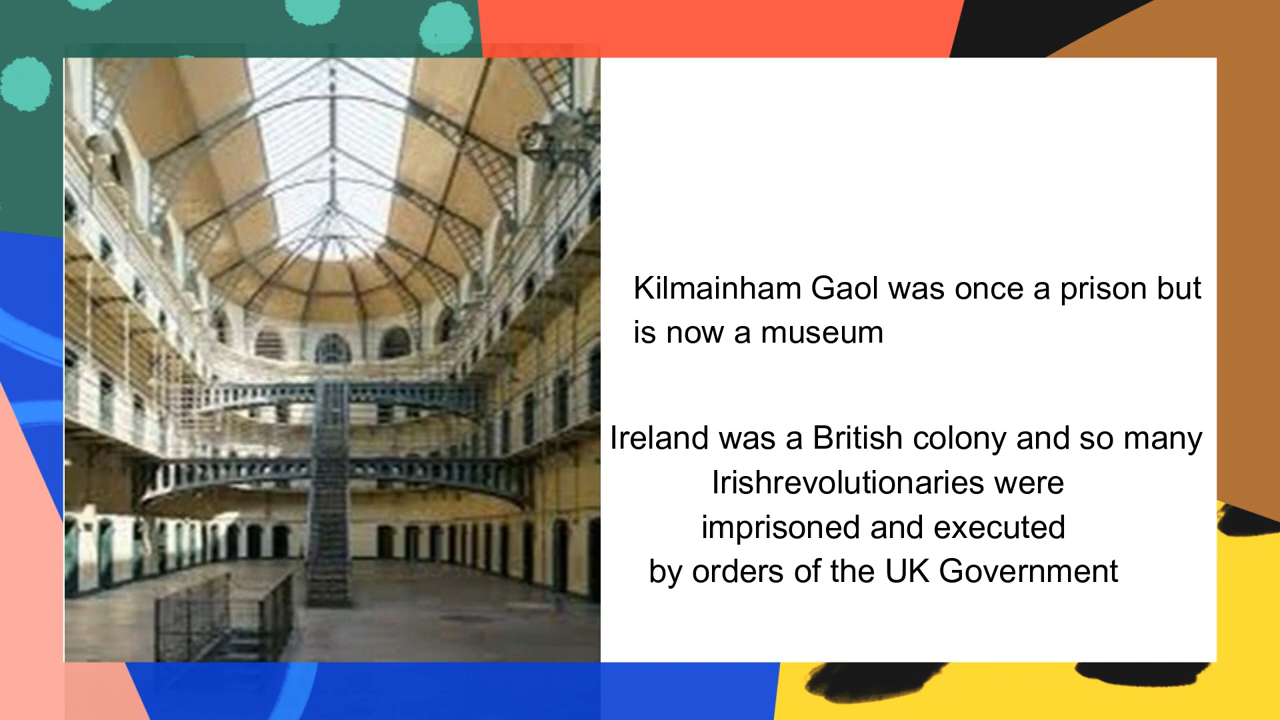 Kilmainham Gaol was once a prison but
is now a museum
Ireland was a British colony and so many
Irishrevolutionaries were
imprisoned and executed
by orders of the UK Government